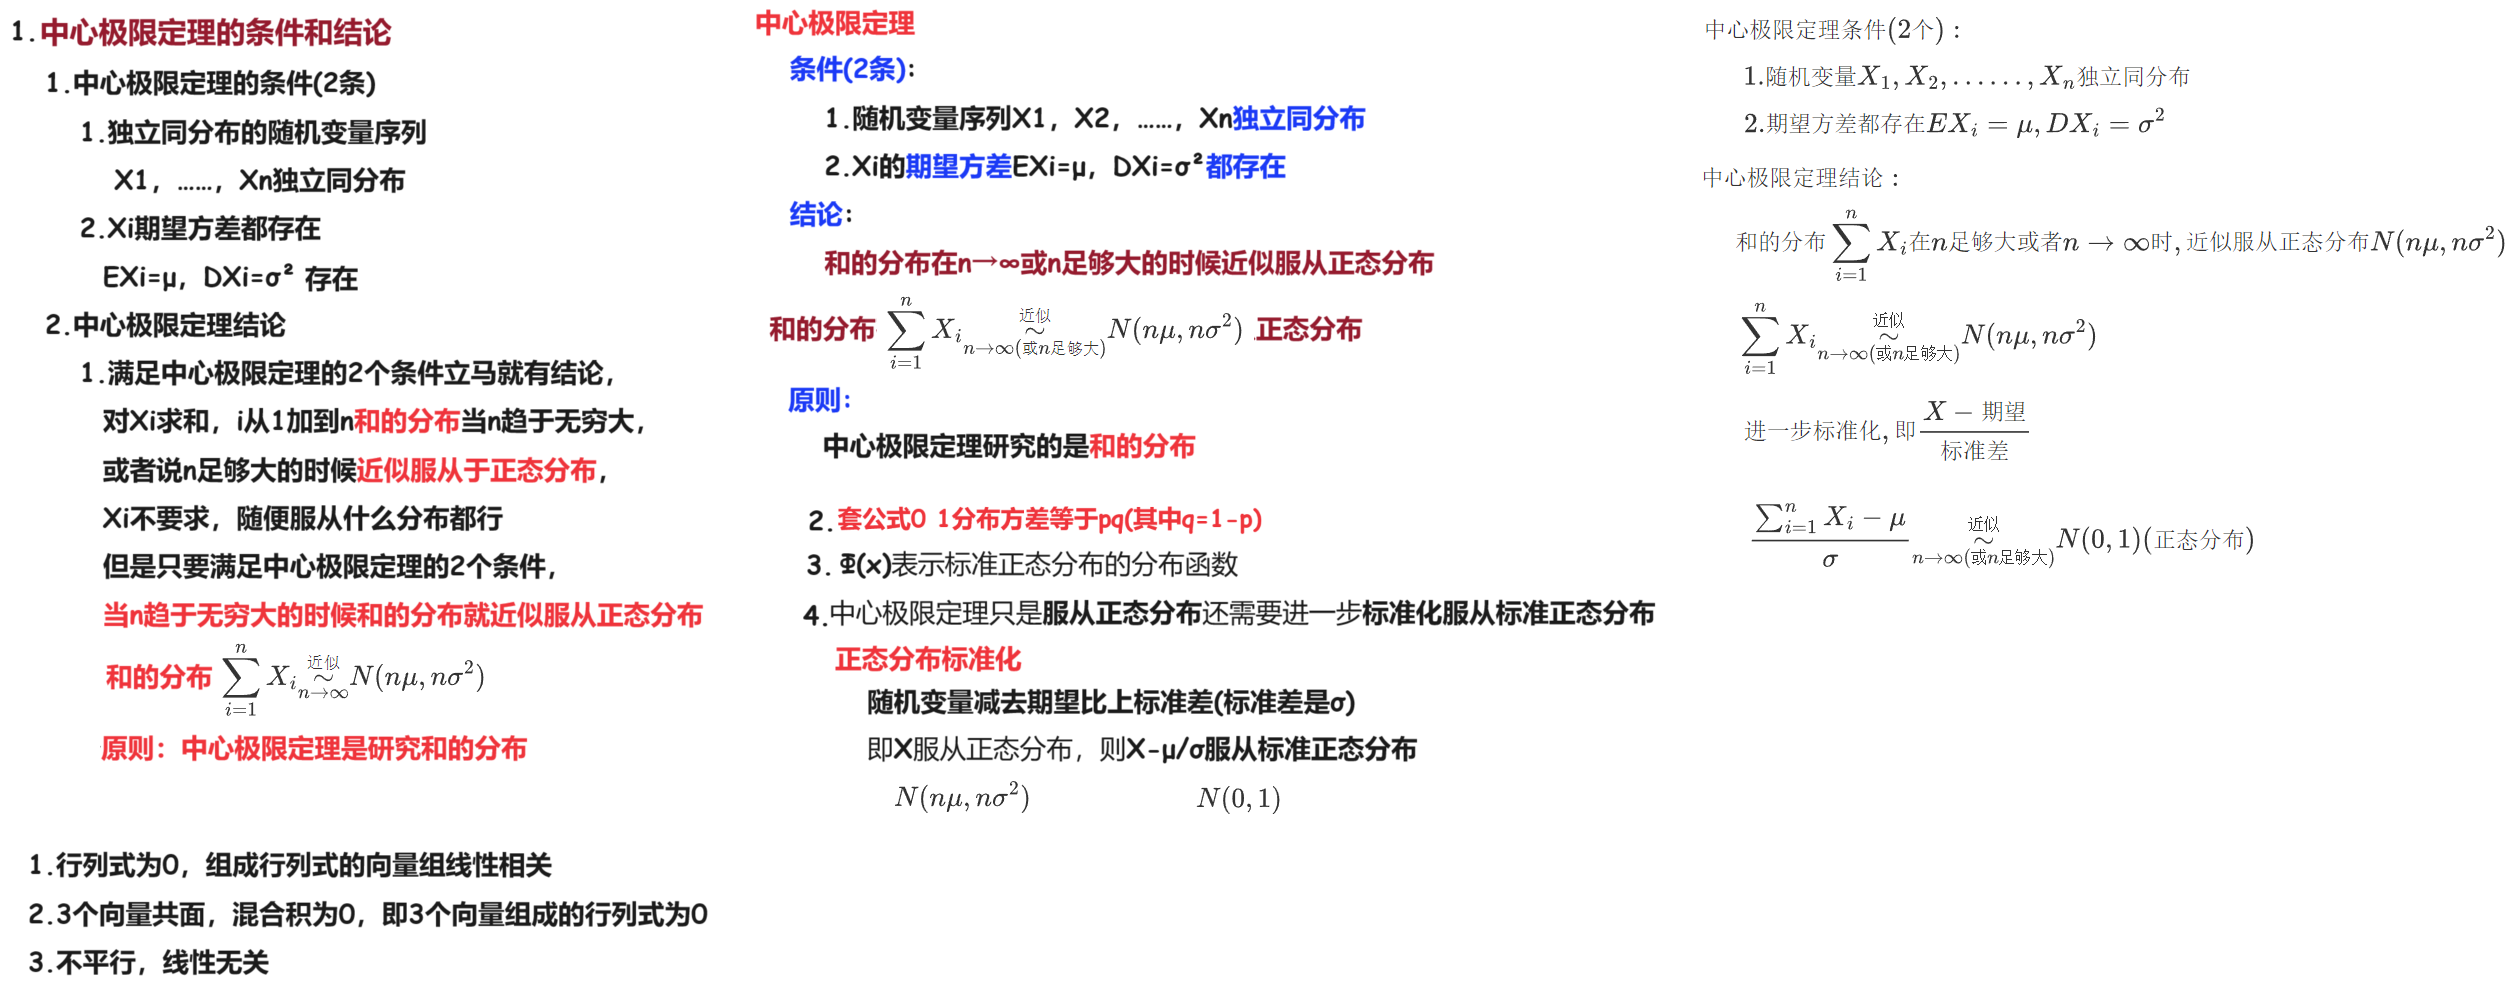 1.中心极限定理的条件和结论
1.中心极限定理的条件(2条)
1.独立同分布的随机变量序列
X1，……，Xn独立同分布
2.Xi期望方差都存在
EXi=μ，DXi=σ² 存在
2.中心极限定理结论
1.满足中心极限定理的2个条件立马就有结论，
对Xi求和，i从1加到n和的分布当n趋于无穷大，
或者说n足够大的时候近似服从于正态分布，
Xi不要求，随便服从什么分布都行
但是只要满足中心极限定理的2个条件，
当n趋于无穷大的时候和的分布就近似服从正态分布
和的分布 $\sum_{i=1}^{n} X_i \underset{n\to\infty}{\overset{近似}{\sim}} N(n\mu, n\sigma^2)$
原则：中心极限定理是研究和的分布
1.行列式为0，组成行列式的向量组线性相关
2.3个向量共面，混合积为0，即3个向量组成的行列式为0
3.不平行，线性无关
中心极限定理
条件(2条)：
1.随机变量序列X1，X2，……，Xn独立同分布
2.Xi的期望方差EXi=μ，DXi=σ²都存在
结论：
和的分布在n→∞或n足够大的时候近似服从正态分布
和的分布 $\sum_{i=1}^{n} X_i \underset{n\to\infty(或n足够大)}{\overset{近似}{\sim}} N(n\mu, n\sigma^2)$ 正态分布
原则：
中心极限定理研究的是和的分布
2.套公式0 1分布方差等于pq(其中q=1-p)
3.Φ(x)表示标准正态分布的分布函数
4.中心极限定理只是服从正态分布还需要进一步标准化服从标准正态分布
正态分布标准化
随机变量减去期望比上标准差(标准差是σ)
即X服从正态分布，则X-μ/σ服从标准正态分布
$N(n\mu, n\sigma^2)$ $N(0,1)$
中心极限定理条件(2个)：
1.随机变量$X_1, X_2, ......, X_n$独立同分布
2.期望方差都存在$EX_i = \mu, DX_i = \sigma^2$
中心极限定理结论：
和的分布$\sum_{i=1}^{n} X_i$在n足够大或者$n \to \infty$时, 近似服从正态分布$N(n\mu, n\sigma^2)$
$\sum_{i=1}^{n} X_i \underset{n\to\infty(或n足够大)}{\overset{近似}{\sim}} N(n\mu, n\sigma^2)$
进一步标准化, 即$\frac{X - 期望}{标准差}$
$\frac{\sum_{i=1}^{n} X_i - \mu}{\sigma} \underset{n\to\infty(或n足够大)}{\overset{近似}{\sim}} N(0,1)$(正态分布)